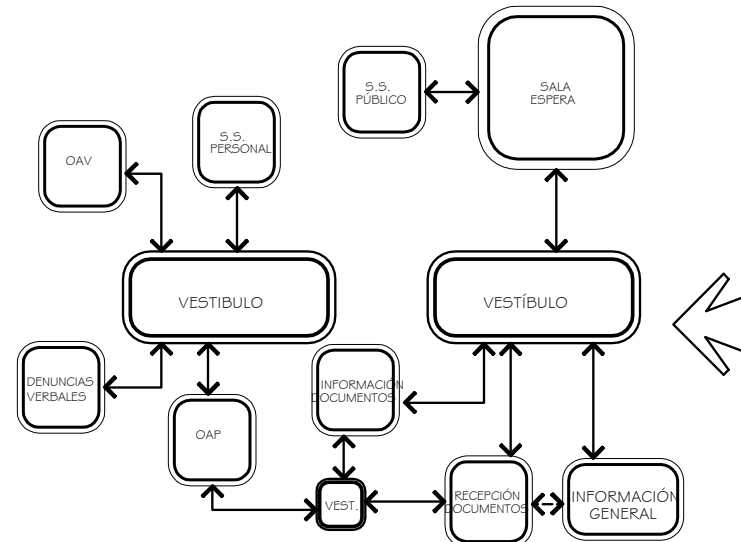 S.S.
PÚBLICO
SALA
ESPERA
OAV
S.S.
PERSONAL
VESTIBULO
VESTÍBULO
DENUNCIAS
VERBALES
INFORMACIÓN
DOCUMENTOS
OAP
VEST.
RECEPCIÓN
DOCUMENTOS
INFORMACIÓN
GENERAL